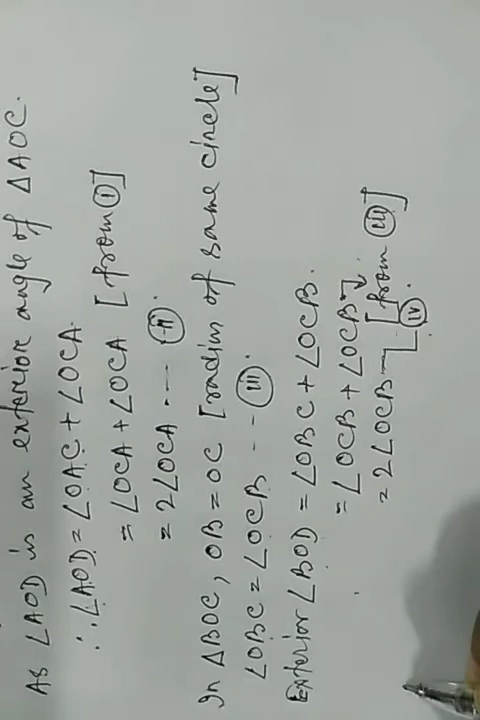 As ∠AOD is an exterior angle of ΔAOC.
∴ ∠AOD = ∠OAC + ∠OCA.
= ∠OCA + ∠OCA [from (i)]
= 2∠OCA --- (ii).
In ΔBOC, OB = OC [radius of same circle]
∠OBC = ∠OCB -- (iii).
Exterior ∠BOD = ∠OBC + ∠OCB.
= ∠OCB + ∠OCB
= 2∠OCB [from (iii)]
(iv)